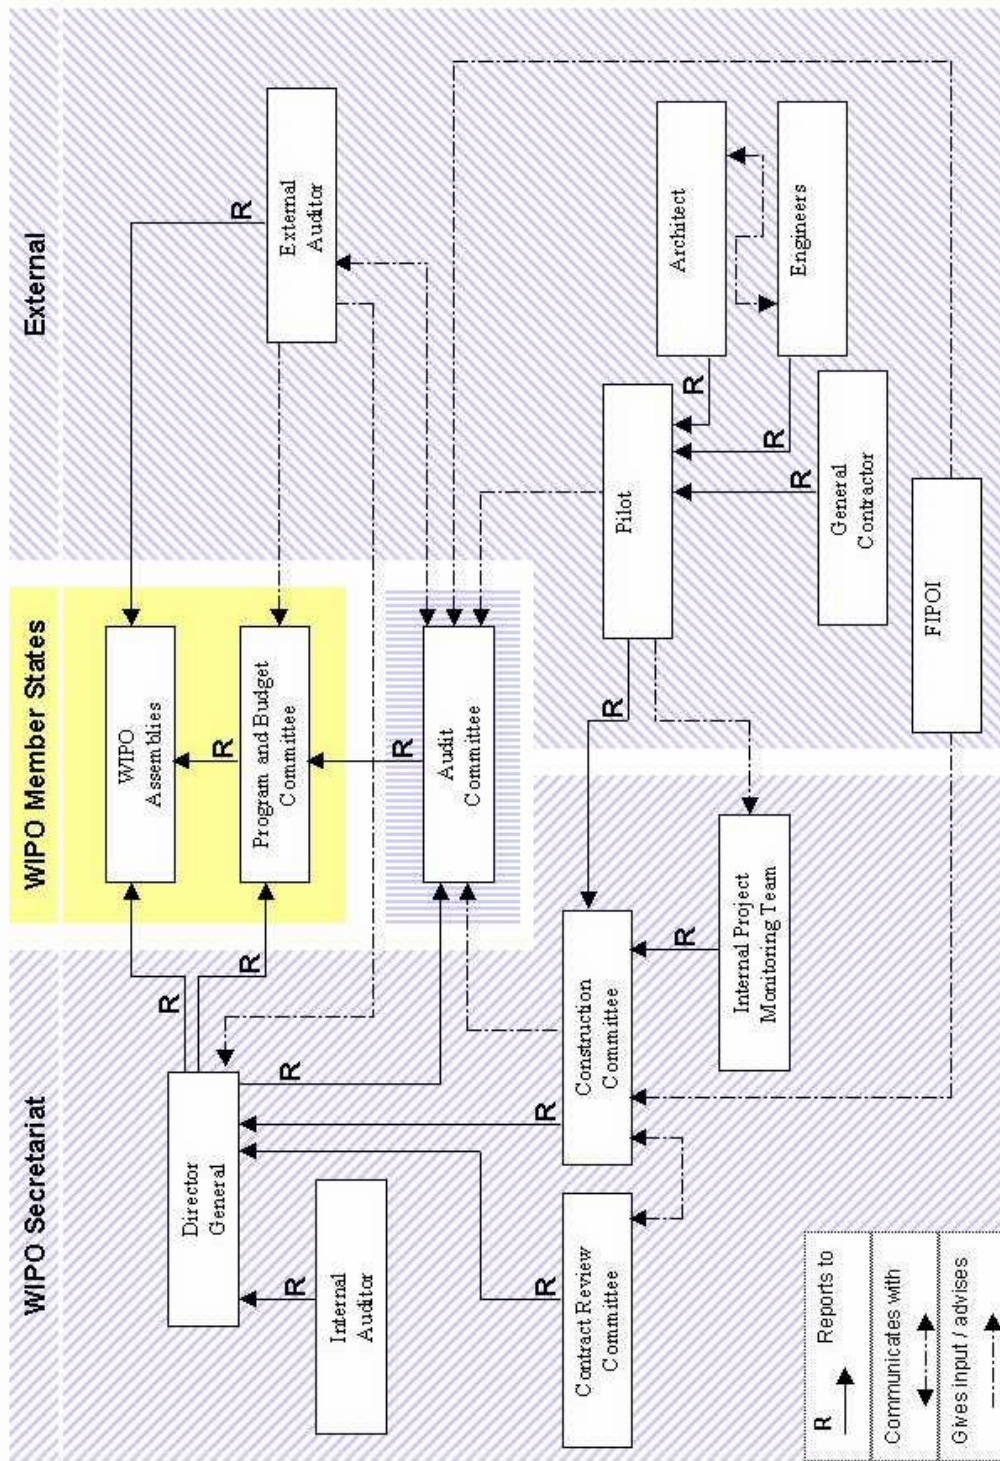 WIPO Secretariat
WIPO Member States
External
Director
General
WIPO
Assemblies
R
R
R
External
Auditor
R
Program and Budget
Committee
Internal
Auditor
R
R
R
Audit
Committee
Contract Review
Committee
R
Construction
Committee
R
R
Pilot
R
R
R
Architect
Engineers
General
Contractor
Internal Project
Monitoring Team
R
FIPOI
R
Reports to
Communicates with
Gives input / advises